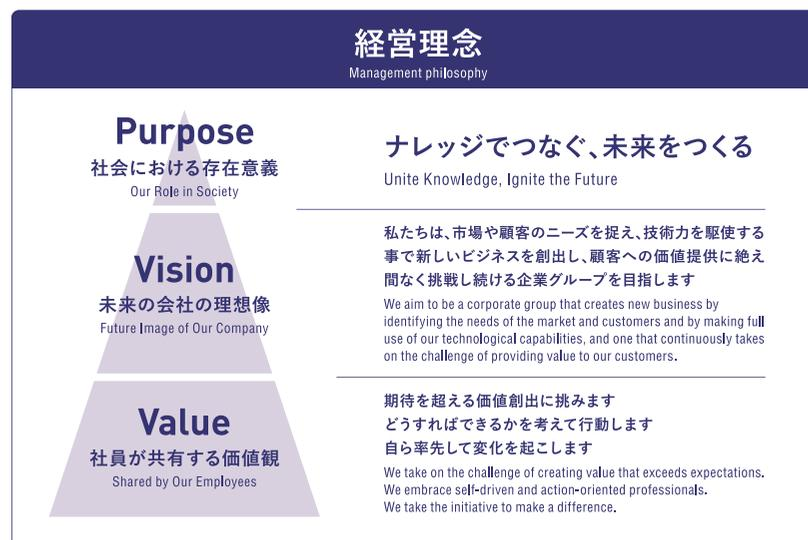 経営理念
Management philosophy
Purpose
社会における存在意義
Our Role in Society
ナレッジでつなぐ、未来をつくる
Unite Knowledge, Ignite the Future
Vision
未来の会社の理想像
Future Image of Our Company
私たちは、市場や顧客のニーズを捉え、技術力を駆使する
事で新しいビジネスを創出し、顧客への価値提供に絶え
間なく挑戦し続ける企業グループを目指します
We aim to be a corporate group that creates new business by
identifying the needs of the market and customers and by making full
use of our technological capabilities, and one that continuously takes
on the challenge of providing value to our customers.
Value
社員が共有する価値観
Shared by Our Employees
期待を超える価値創出に挑みます
どうすればできるかを考えて行動します
自ら率先して変化を起こします
We take on the challenge of creating value that exceeds expectations.
We embrace self-driven and action-oriented professionals.
We take the initiative to make a difference.